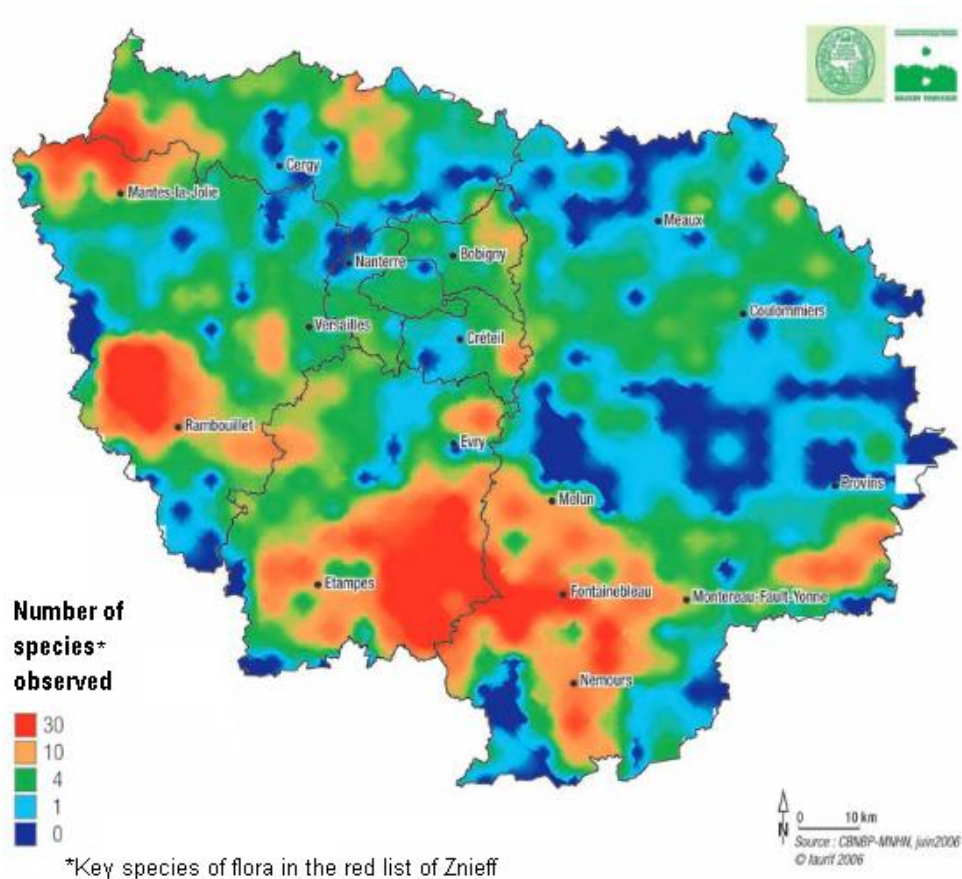 Cergy
Mantes-la-Jolie
Meaux
Nanterre
Bobigny
Coulommiers
Versailles
Créteil
Rambouillet
Evry
Provins
Melun
Etampes
Fontainebleau
Montereau-Fault-Yonne
Nemours
Number of
species*
observed
30
10
4
1
0
N
0 10 km
Source : CBNBP-MNHN, juin2006
© Iaurif 2006
*Key species of flora in the red list of Znieff